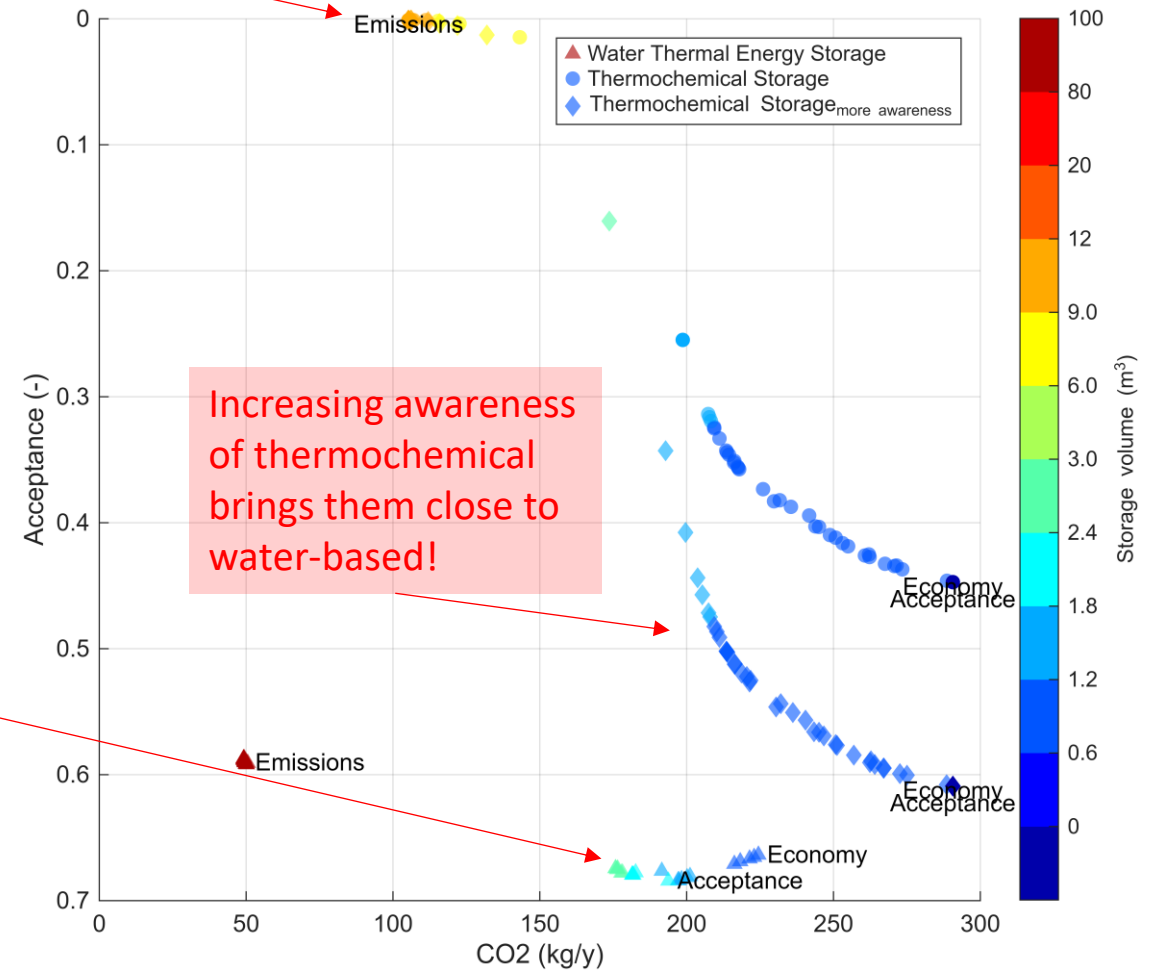 0
0.1
0.2
0.3
0.4
0.5
0.6
0.7
Acceptance (-)
0
50
100
150
200
250
300
CO2 (kg/y)
Emissions
Water Thermal Energy Storage
Thermochemical Storage
Thermochemical Storage more awareness
Increasing awareness
of thermochemical
brings them close to
water-based!
Economy
Acceptance
Emissions
Economy
Acceptance
Economy
Acceptance
100
80
20
12
9.0
6.0
3.0
2.4
1.8
1.2
0.6
0
Storage volume (m³)